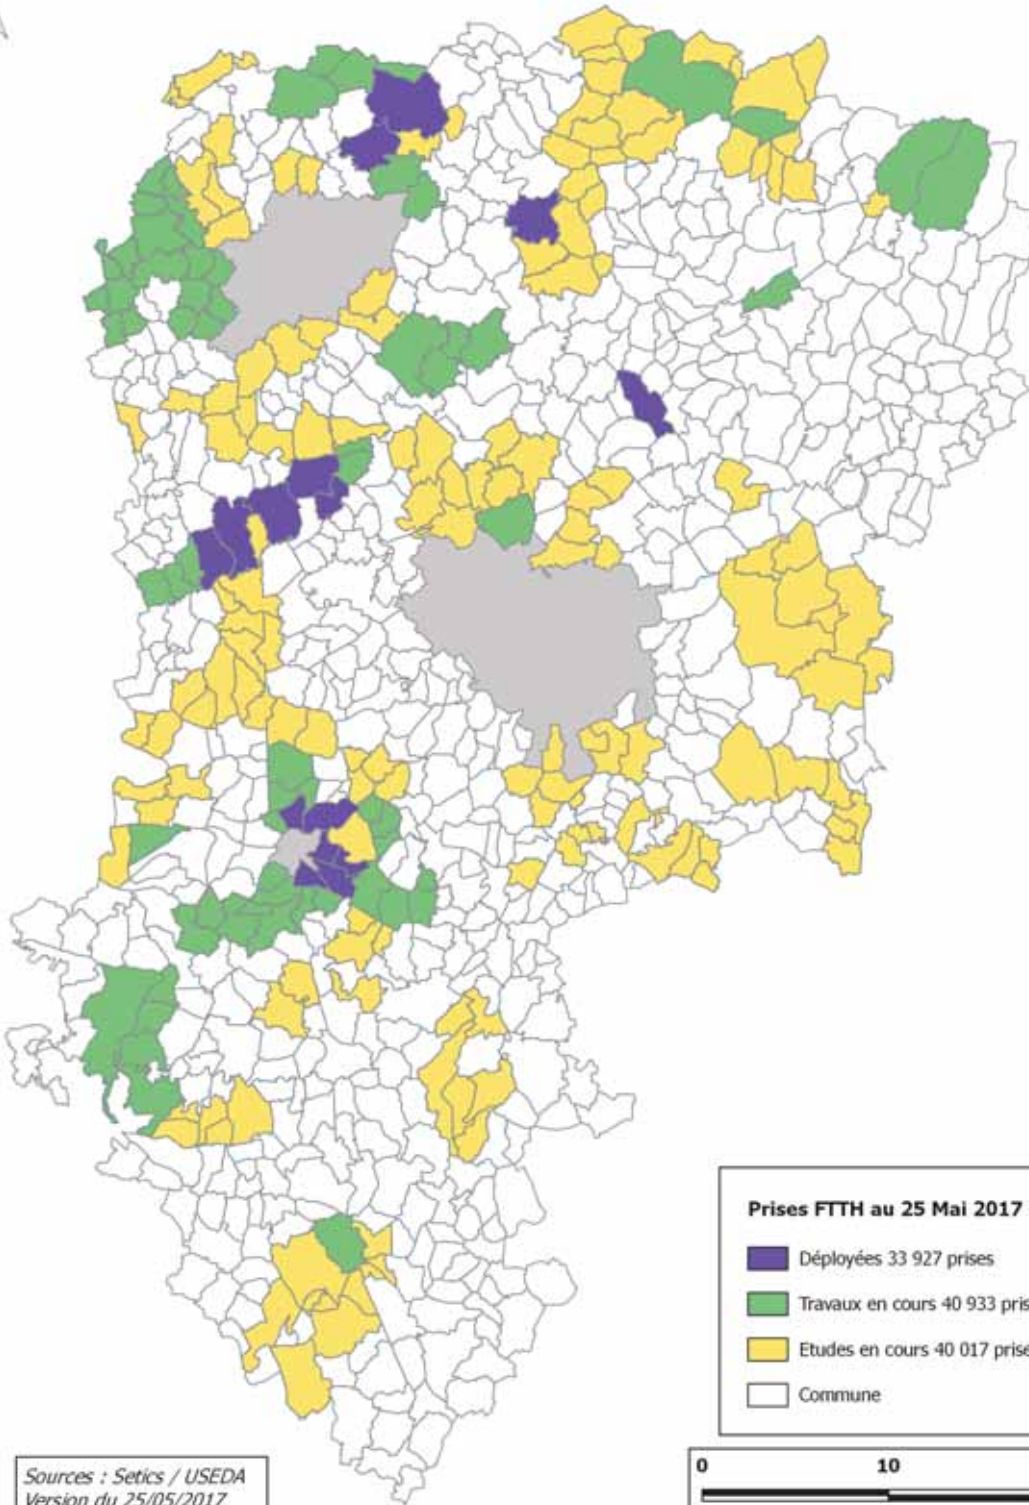 Prises FTTH au 25 Mai 2017
Déployées 33 927 prises
Travaux en cours 40 933 pris
Etudes en cours 40 017 prise
Commune
Sources : Setics / USEDA
Version du 25/05/2017
0 10